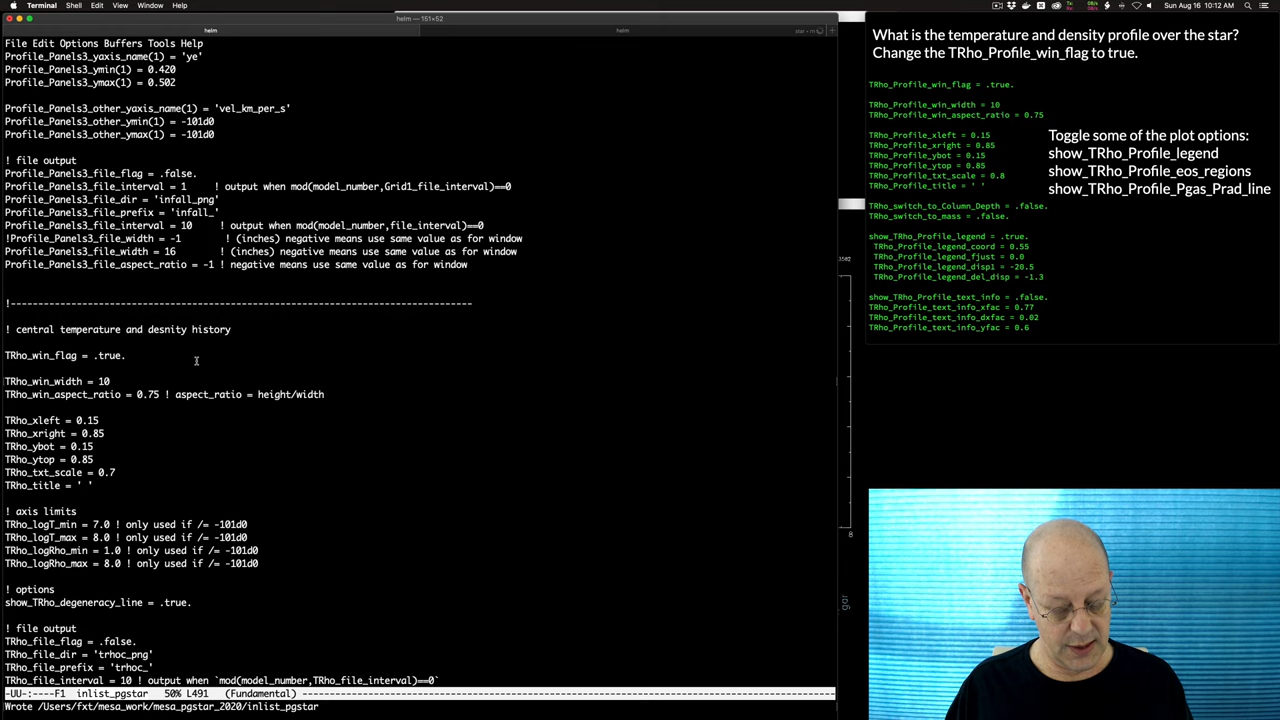 Terminal Shell Edit View Window Help
Sun Aug 16 10:12 AM
helm — 151×52
helm
helm
star • m
File Edit Options Buffers Tools Help
Profile_Panels3_yaxis_name(1) = 'ye'
Profile_Panels3_ymin(1) = 0.420
Profile_Panels3_ymax(1) = 0.502
Profile_Panels3_other_yaxis_name(1) = 'vel_km_per_s'
Profile_Panels3_other_ymin(1) = -101d0
Profile_Panels3_other_ymax(1) = -101d0
! file output
Profile_Panels3_file_flag = .false.
Profile_Panels3_file_interval = 1 ! output when mod(model_number,Grid1_file_interval)==0
Profile_Panels3_file_dir = 'infall_png'
Profile_Panels3_file_prefix = 'infall_'
Profile_Panels3_file_interval = 10 ! output when mod(model_number,file_interval)==0
!Profile_Panels3_file_width = -1 ! (inches) negative means use same value as for window
Profile_Panels3_file_width = 16 ! (inches) negative means use same value as for window
Profile_Panels3_file_aspect_ratio = -1 ! negative means use same value as for window
!-------------------------------------------------------------------------------------
! central temperature and desnity history
TRho_win_flag = .true.
TRho_win_width = 10
TRho_win_aspect_ratio = 0.75 ! aspect_ratio = height/width
TRho_xleft = 0.15
TRho_xright = 0.85
TRho_ybot = 0.15
TRho_ytop = 0.85
TRho_txt_scale = 0.7
TRho_title = ' '
! axis limits
TRho_logT_min = 7.0 ! only used if /= -101d0
TRho_logT_max = 8.0 ! only used if /= -101d0
TRho_logRho_min = 1.0 ! only used if /= -101d0
TRho_logRho_max = 8.0 ! only used if /= -101d0
! options
show_TRho_degeneracy_line =
! file output
TRho_file_flag = .false.
TRho_file_dir = 'trhoc_png'
TRho_file_prefix = 'trhoc_'
TRho_file_interval = 10 ! output when `mod(model_number,TRho_file_interval)==0`
-UU-:----F1 inlist_pgstar 50% L491 (Fundamental) ------------------------------
Wrote /Users/fxt/mesa_work/mesa_pgstar_2020/inlist_pgstar
8
gar
What is the temperature and density profile over the star?
Change the TRho_Profile_win_flag to true.
TRho_Profile_win_flag = .true.
TRho_Profile_win_width = 10
TRho_Profile_win_aspect_ratio = 0.75
TRho_Profile_xleft = 0.15
TRho_Profile_xright = 0.85
TRho_Profile_ybot = 0.15
TRho_Profile_ytop = 0.85
TRho_Profile_txt_scale = 0.8
TRho_Profile_title = ' '
TRho_switch_to_Column_Depth = .false.
TRho_switch_to_mass = .false.
show_TRho_Profile_legend = .true.
TRho_Profile_legend_coord = 0.55
TRho_Profile_legend_fjust = 0.0
TRho_Profile_legend_disp1 = -20.5
TRho_Profile_legend_del_disp = -1.3
show_TRho_Profile_text_info = .false.
TRho_Profile_text_info_xfac = 0.77
TRho_Profile_text_info_dxfac = 0.02
TRho_Profile_text_info_yfac = 0.6
Toggle some of the plot options:
show_TRho_Profile_legend
show_TRho_Profile_eos_regions
show_TRho_Profile_Pgas_Prad_line